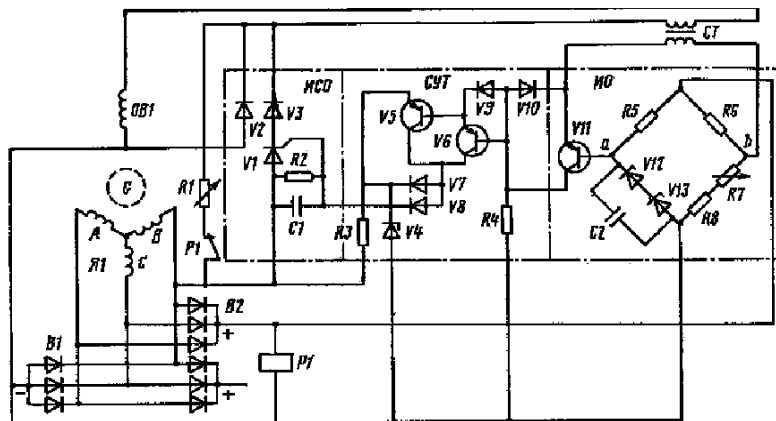 СТ
ИСО
СУТ
ИО
ОВ1
V2
V3
V5
V9
V10
R5
R6
V6
V11
a
b
G
V1
R2
V12
R7
R1
V7
V13
R8
A
B
C1
V8
C2
P1
R3
V4
R4
Я1
C
B2
+
B1
P1
−
+